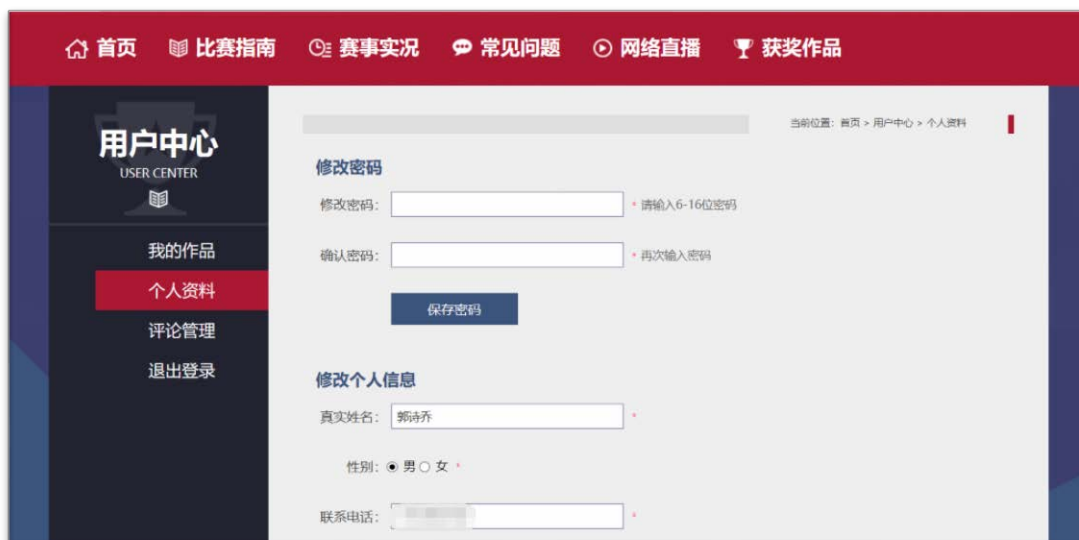 首页 比赛指南 赛事实况 常见问题 网络直播 获奖作品
用户中心
USER CENTER
我的作品
个人资料
评论管理
退出登录
当前位置：首页 > 用户中心 > 个人资料
修改密码
修改密码： * 请输入6-16位密码
确认密码： * 再次输入密码
保存密码
修改个人信息
真实姓名： 郭诗乔 *
性别： 男 女 *
联系电话： *